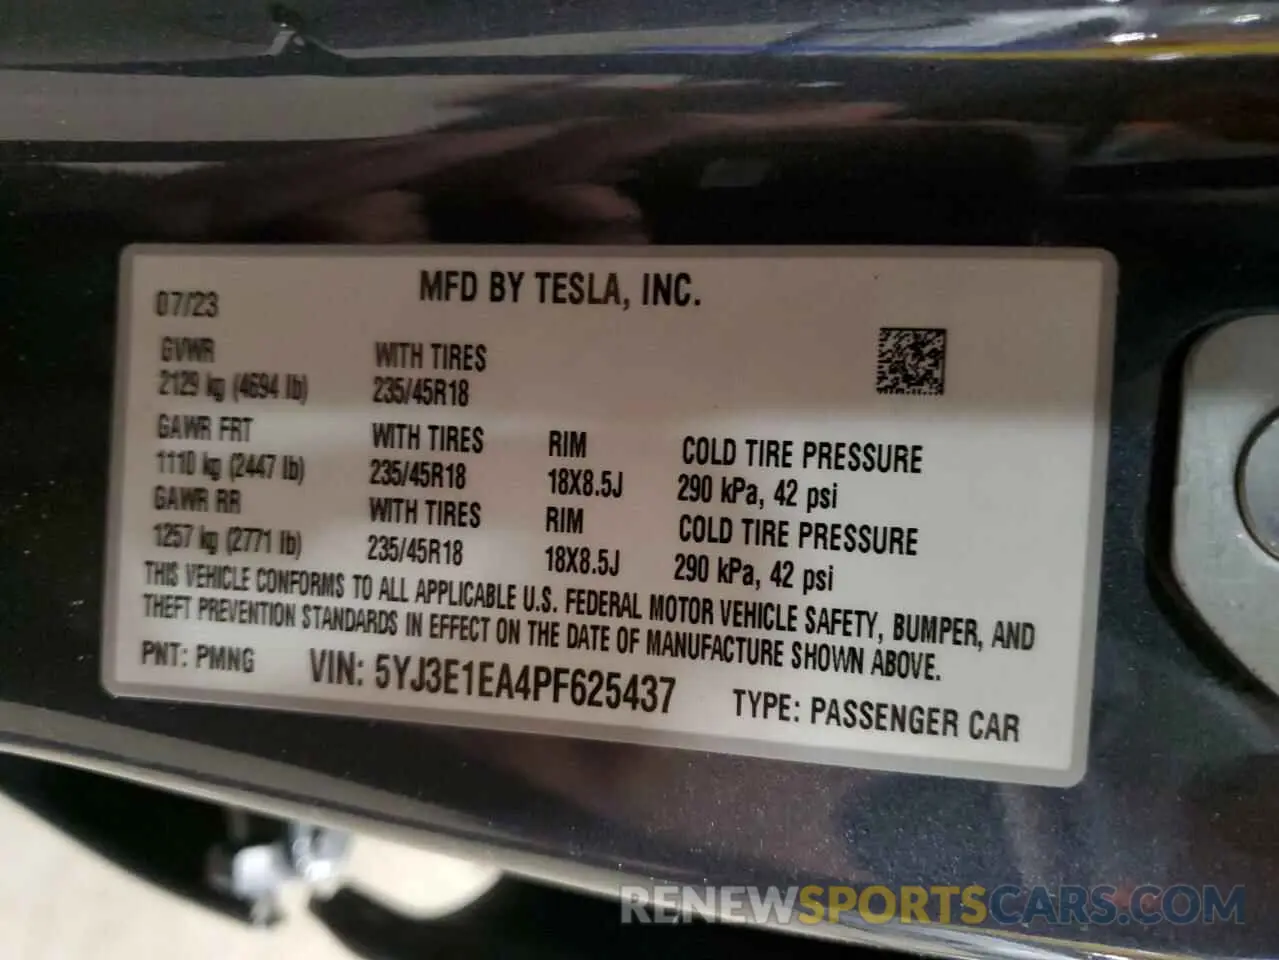 MFD BY TESLA, INC.
07/23
GVWR WITH TIRES
2129 kg (4694 lb) 235/45R18
GAWR FRT WITH TIRES RIM COLD TIRE PRESSURE
1110 kg (2447 lb) 235/45R18 18X8.5J 290 kPa, 42 psi
GAWR RR WITH TIRES RIM COLD TIRE PRESSURE
1257 kg (2771 lb) 235/45R18 18X8.5J 290 kPa, 42 psi
THIS VEHICLE CONFORMS TO ALL APPLICABLE U.S. FEDERAL MOTOR VEHICLE SAFETY, BUMPER, AND
THEFT PREVENTION STANDARDS IN EFFECT ON THE DATE OF MANUFACTURE SHOWN ABOVE.
PNT: PMNG VIN: 5YJ3E1EA4PF625437 TYPE: PASSENGER CAR
RENEWSPORTSCARS.COM